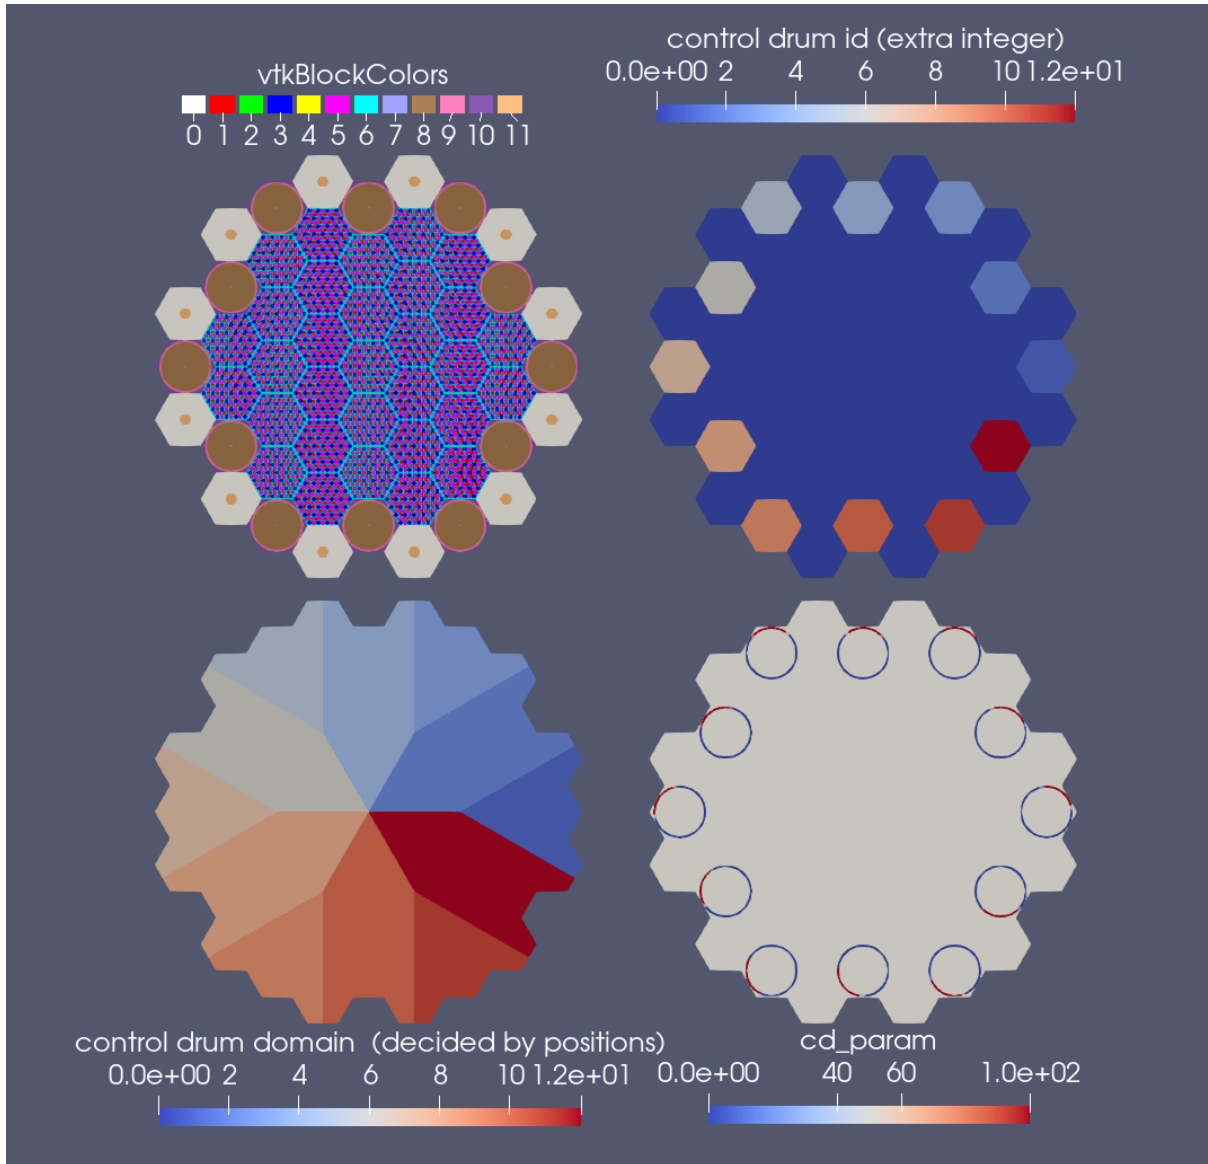 vtkBlockColors
0 1 2 3 4 5 6 7 8 9 10 11
control drum id (extra integer)
0.0e+00 2 4 6 8 10 1.2e+01
control drum domain (decided by positions)
0.0e+00 2 4 6 8 10 1.2e+01
cd_param
0.0e+00 40 60 1.0e+02